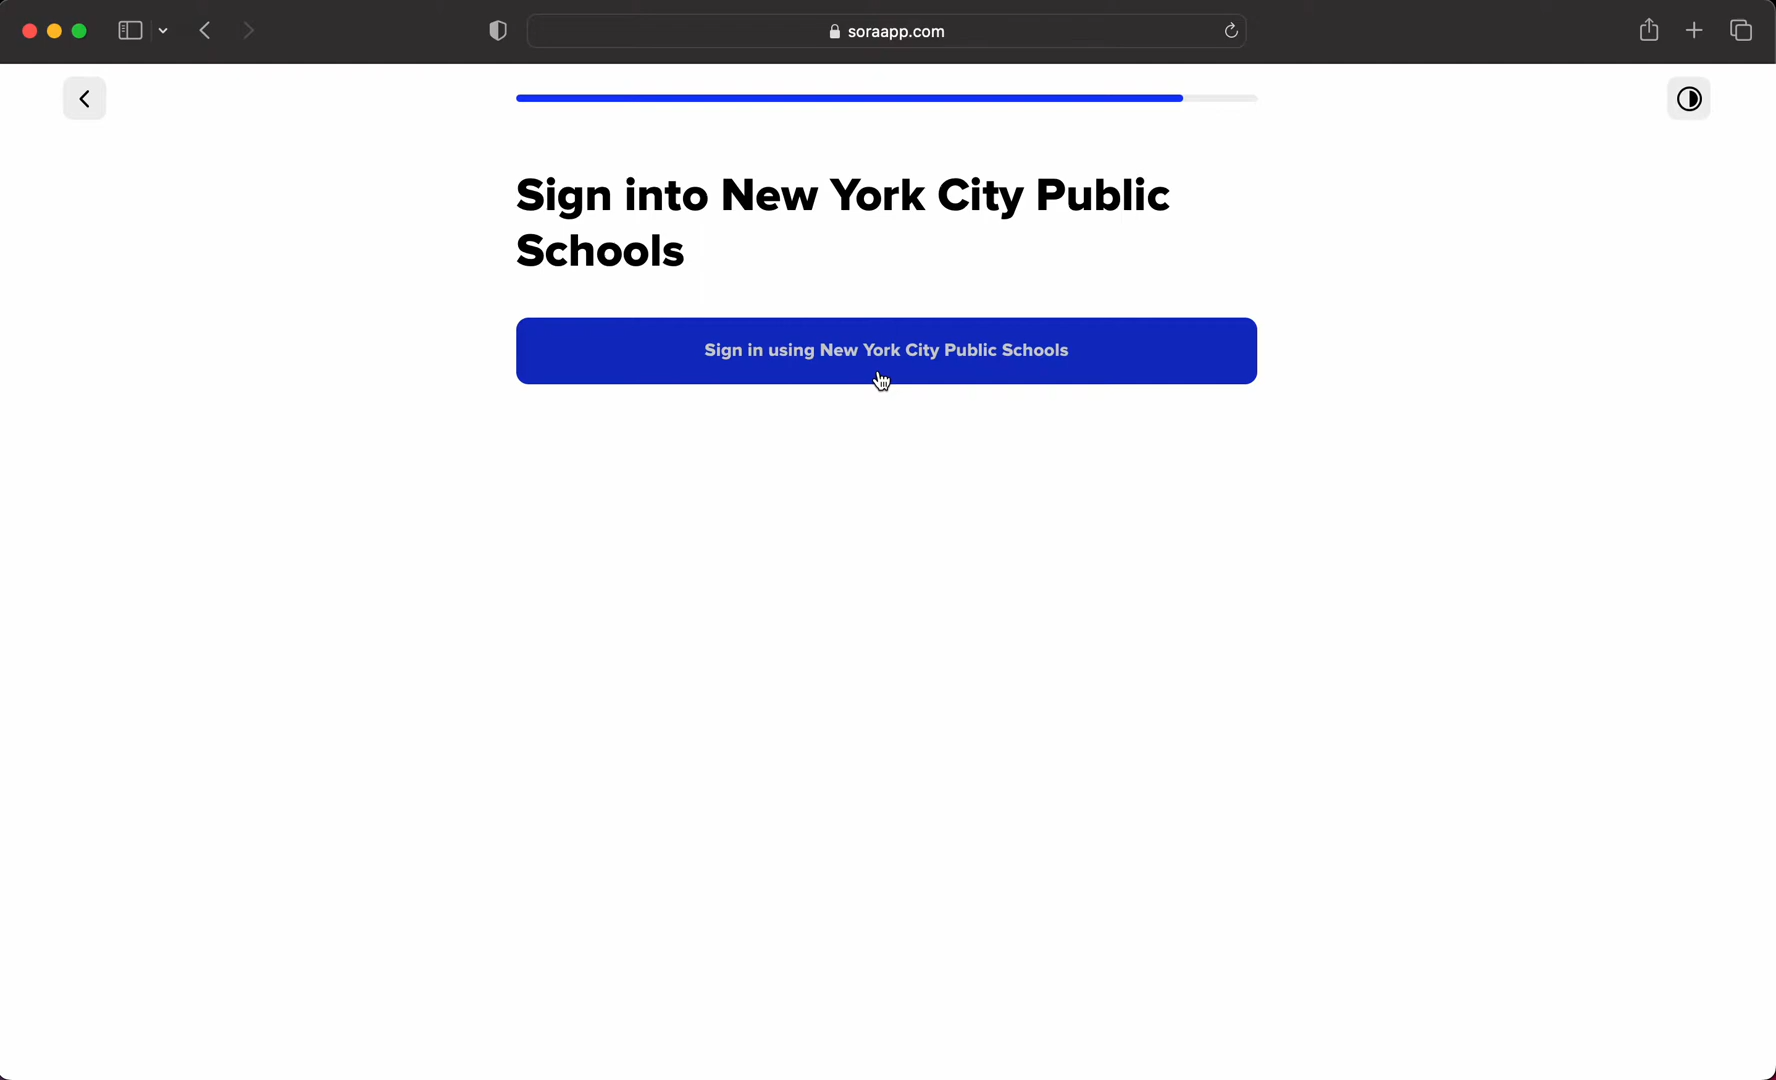 soraapp.com
Sign into New York City Public
Schools
Sign in using New York City Public Schools